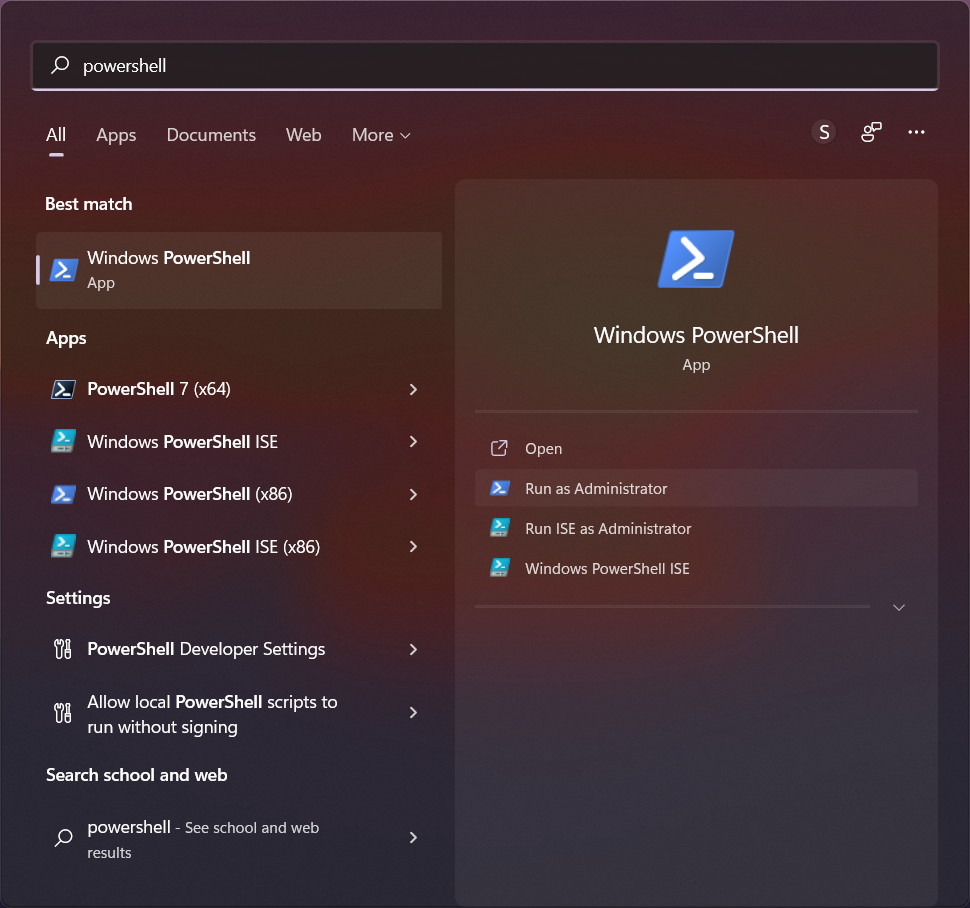 powershell
All Apps Documents Web More
S
Best match
Windows PowerShell
App
Apps
PowerShell 7 (x64)
Windows PowerShell ISE
Windows PowerShell (x86)
Windows PowerShell ISE (x86)
Settings
PowerShell Developer Settings
Allow local PowerShell scripts to
run without signing
Search school and web
powershell - See school and web
results
Windows PowerShell
App
Open
Run as Administrator
Run ISE as Administrator
Windows PowerShell ISE